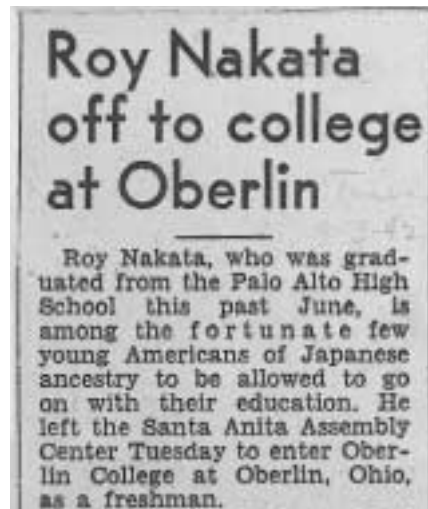 Roy Nakata
off to college
at Oberlin
Roy Nakata, who was grad-
uated from the Palo Alto High
School this past June, is
among the fortunate few
young Americans of Japanese
ancestry to be allowed to go
on with their education. He
left the Santa Anita Assembly
Center Tuesday to enter Ober-
lin College at Oberlin, Ohio,
as a freshman.